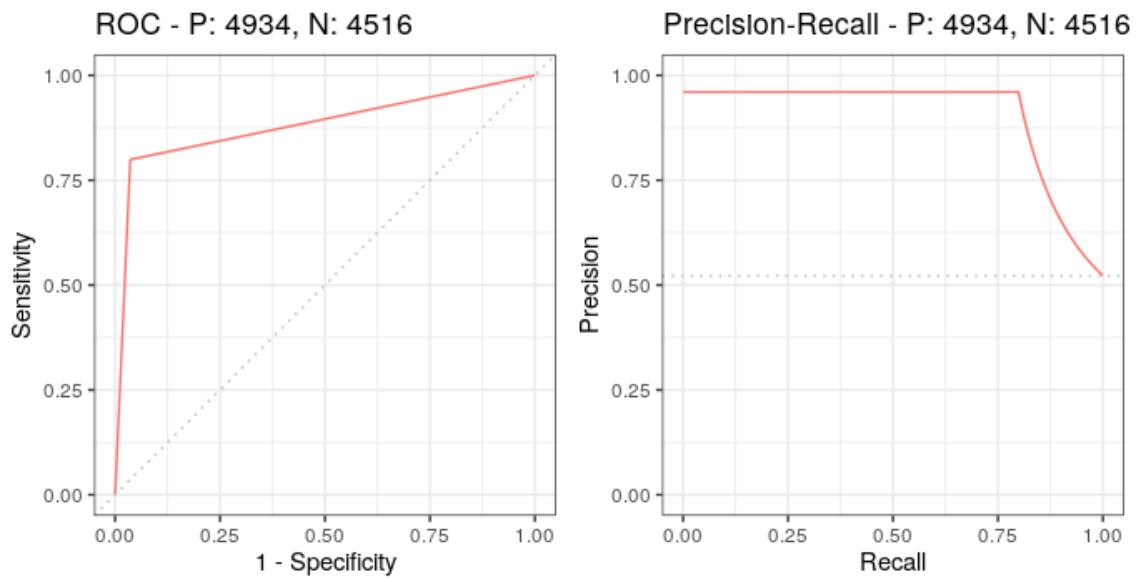 ROC - P: 4934, N: 4516
1.00
0.75
0.50
0.25
0.00
Sensitivity
0.00 0.25 0.50 0.75 1.00
1 - Specificity
Precision-Recall - P: 4934, N: 4516
1.00
0.75
0.50
0.25
0.00
Precision
0.00 0.25 0.50 0.75 1.00
Recall